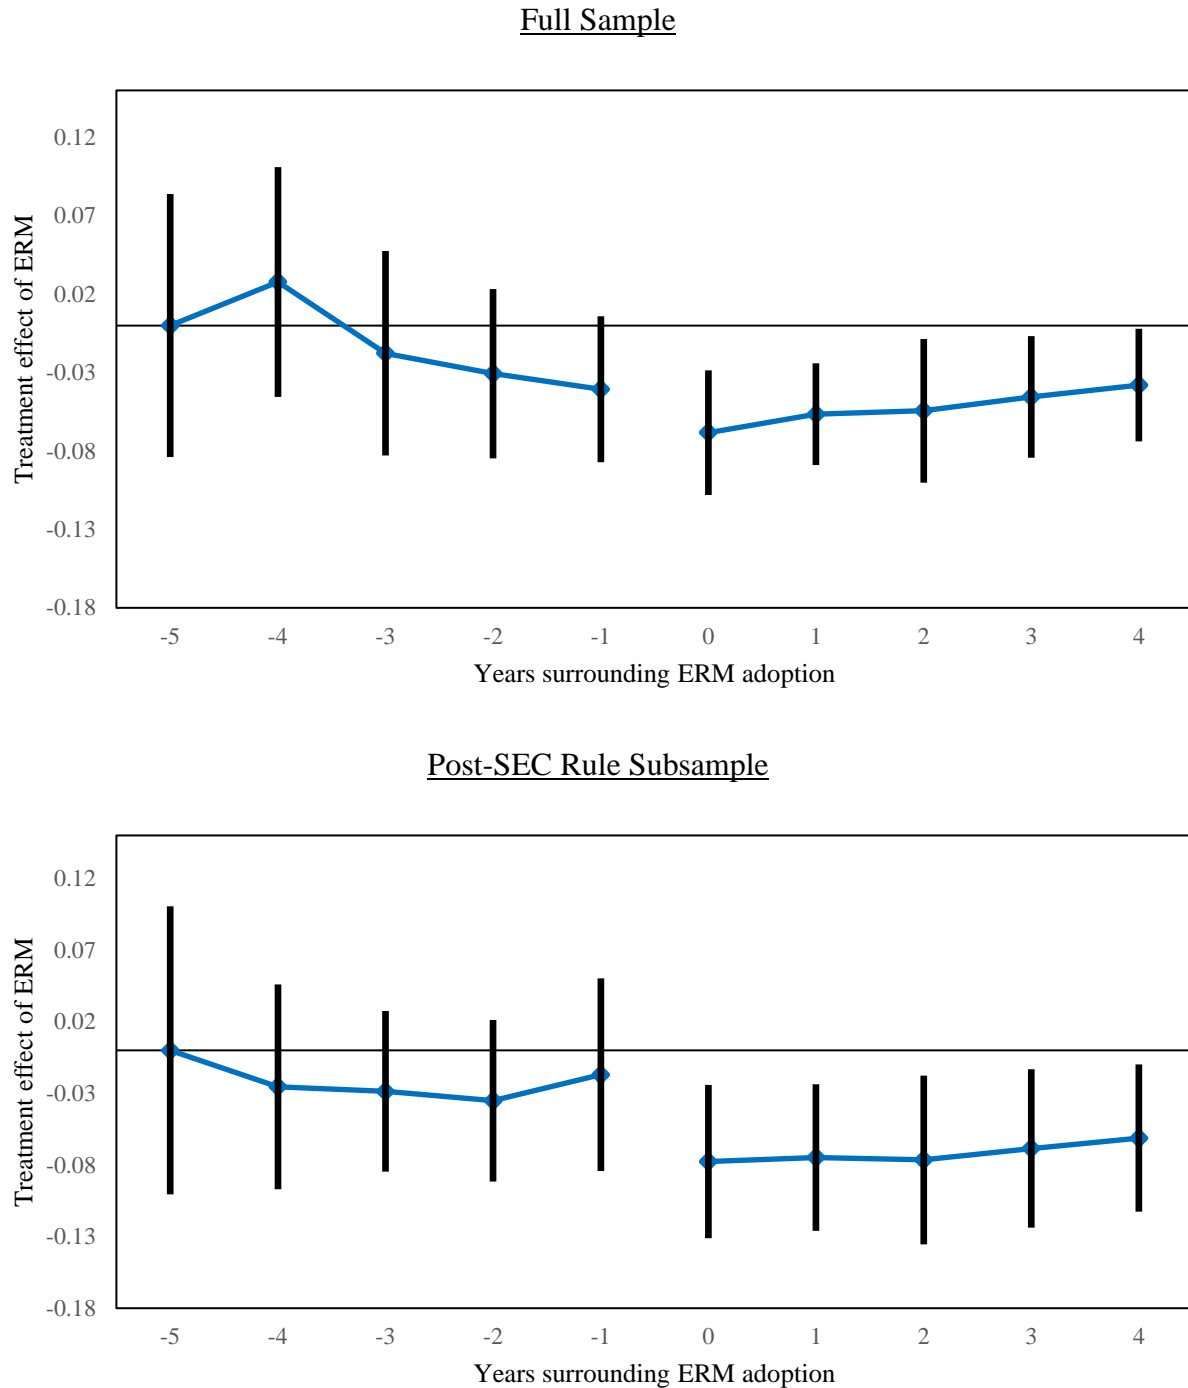 Full Sample
0.12
0.07
0.02
-0.03
-0.08
-0.13
-0.18
Treatment effect of ERM
-5 -4 -3 -2 -1 0 1 2 3 4
Years surrounding ERM adoption
Post-SEC Rule Subsample
0.12
0.07
0.02
-0.03
-0.08
-0.13
-0.18
Treatment effect of ERM
-5 -4 -3 -2 -1 0 1 2 3 4
Years surrounding ERM adoption